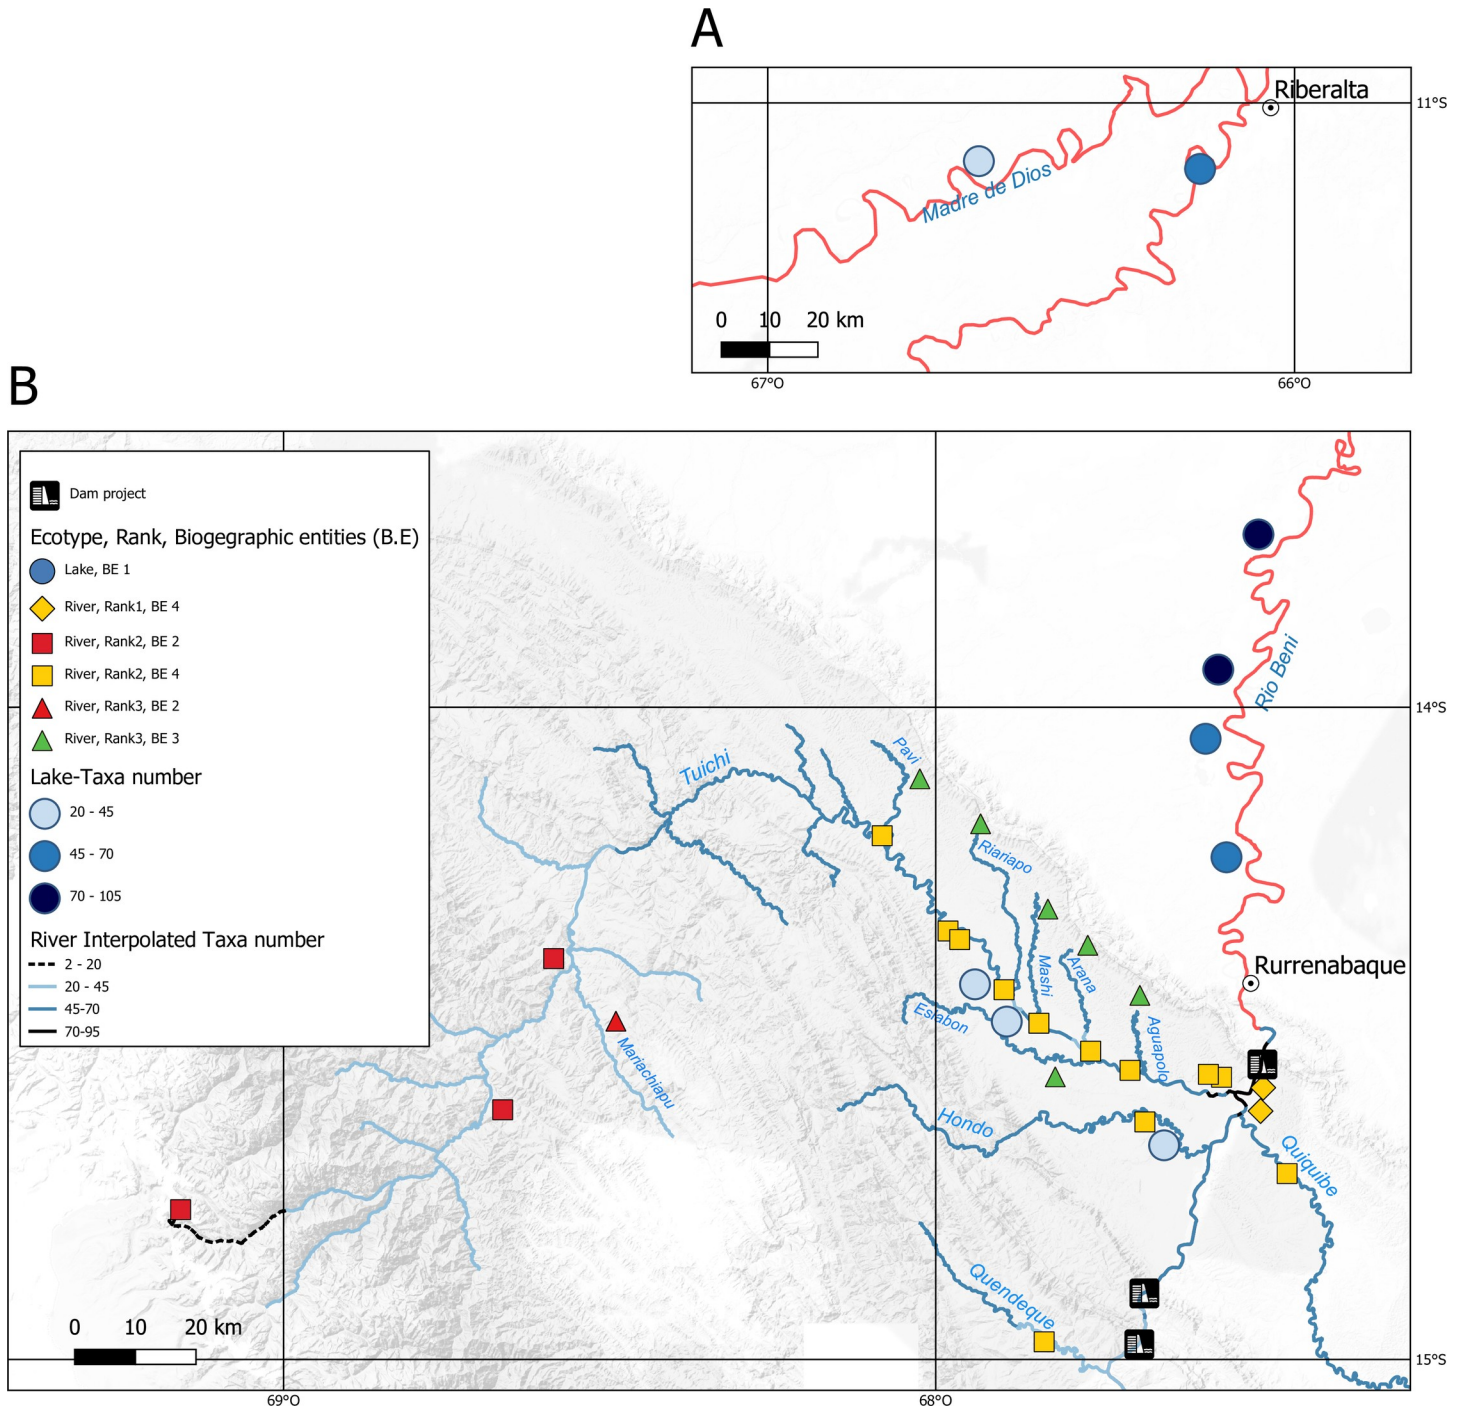 A
Riberalta
11°S
Madre de Dios
0 10 20 km
67°O
66°O
B
Dam project
Ecotype, Rank, Biogegraphic entities (B.E)
Lake, BE 1
River, Rank1, BE 4
River, Rank2, BE 2
River, Rank2, BE 4
River, Rank3, BE 2
River, Rank3, BE 3
Lake-Taxa number
20 - 45
45 - 70
70 - 105
River Interpolated Taxa number
2 - 20
20 - 45
45-70
70-95
Rio Beni
14°S
Pavi
Tuichi
Riariapo
Mashi
Arana
Rurrenabaque
Eslabon
Aguapolo
Mariachiapu
Hondo
Quiquibe
Quendeque
0 10 20 km
15°S
69°O
68°O